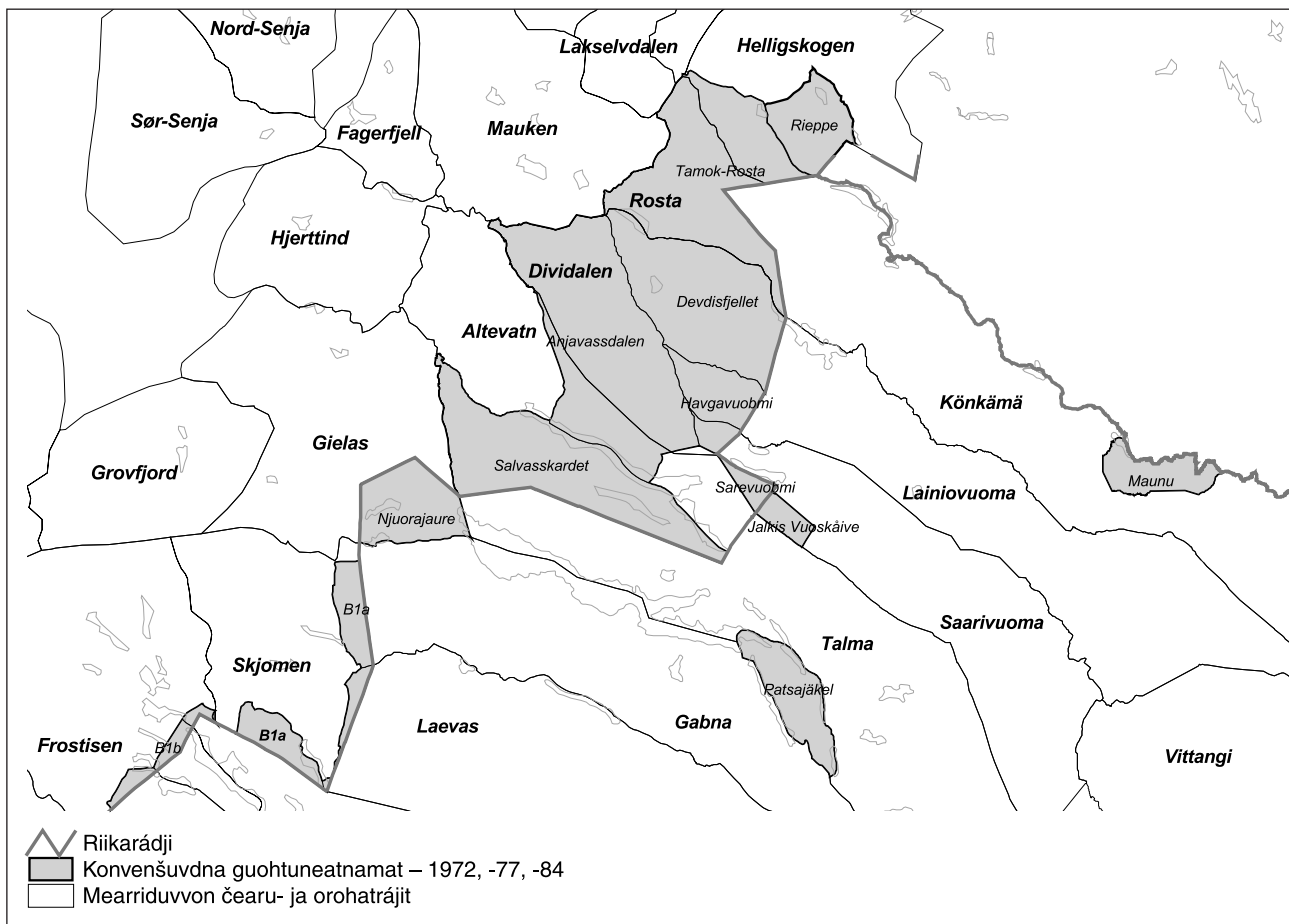 Nord-Senja
Lakselvdalen
Helligskogen
Sør-Senja
Fagerfjell
Mauken
Rieppe
Tamok-Rosta
Rosta
Hjerttind
Dividalen
Devdisfjellet
Altevatn
Anjavassdalen
Havgavuobmi
Könkämä
Gielas
Grovfjord
Salvasskardet
Sarevuobmi
Maunu
Lainiovuoma
Njuorajaure
Jalkis Vuoskåive
B1a
Saarivuoma
Talma
Skjomen
Patsajäkel
Laevas
Gabna
Frostisen
B1b
B1a
Vittangi
Riikarádji
Konvenšuvdna guohtuneatnamat – 1972, -77, -84
Mearriduvvon čearu- ja orohatrájit